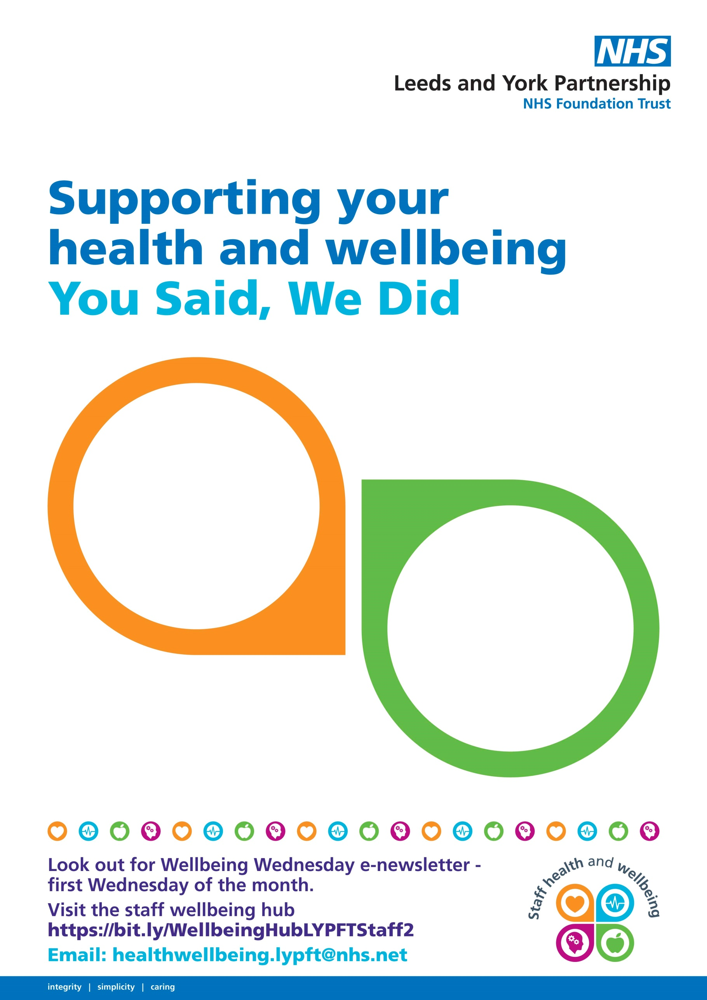 NHS
Leeds and York Partnership
NHS Foundation Trust
Supporting your
health and wellbeing
You Said, We Did
Look out for Wellbeing Wednesday e-newsletter -
first Wednesday of the month.
Visit the staff wellbeing hub
https://bit.ly/WellbeingHubLYPFTStaff2
Email: healthwellbeing.lypft@nhs.net
Staff health and wellbeing
integrity | simplicity | caring